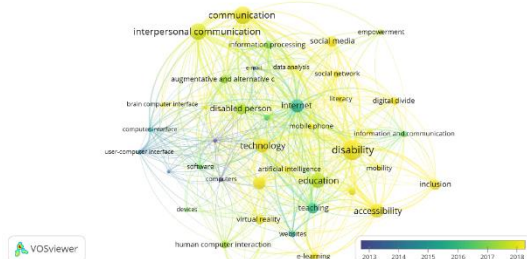 communication
interpersonal communication
information processing
social media
empowerment
e-mail
data analysis
augmentative and alternative c
social network
brain computer interface
disabled person
internet
literacy
digital divide
computer interface
mobile phone
information and communication
user-computer interface
technology
disability
software
artificial intelligence
mobility
computers
education
inclusion
devices
teaching
accessibility
virtual reality
websites
human computer interaction
e-learning
VOSviewer
2013 2014 2015 2016 2017 2018